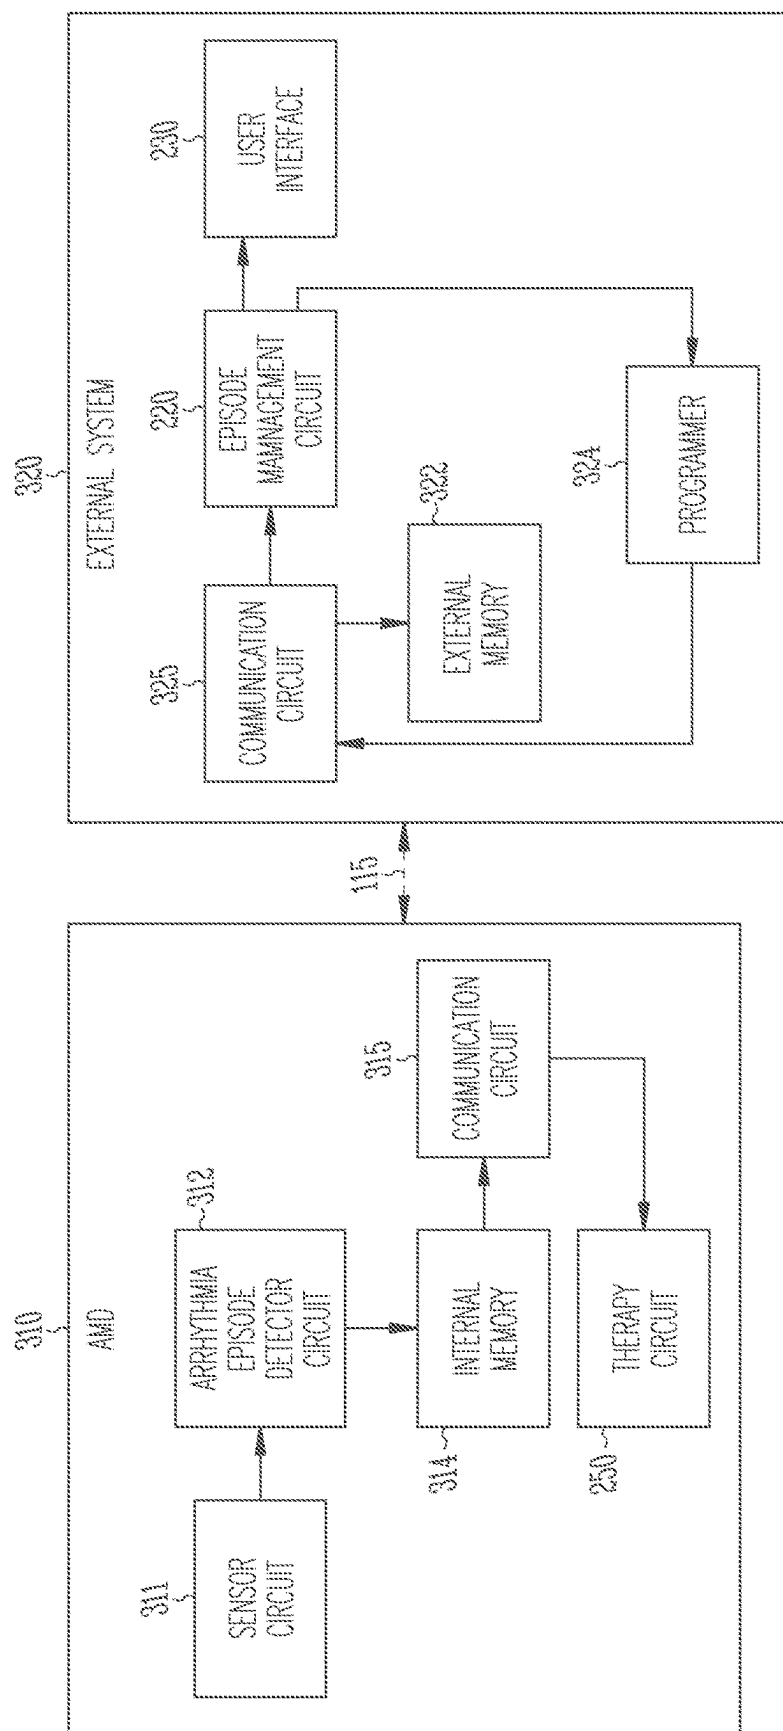 310
AMD
311
SENSOR
CIRCUIT
312
ARRHYTHMIA
EPISODE
DETECTOR
CIRCUIT
314
INTERNAL
MEMORY
315
COMMUNICATION
CIRCUIT
250
THERAPY
CIRCUIT
115
320
EXTERNAL SYSTEM
325
COMMUNICATION
CIRCUIT
220
EPISODE
MAMNAGEMENT
CIRCUIT
230
USER
INTERFACE
322
EXTERNAL
MEMORY
324
PROGRAMMER